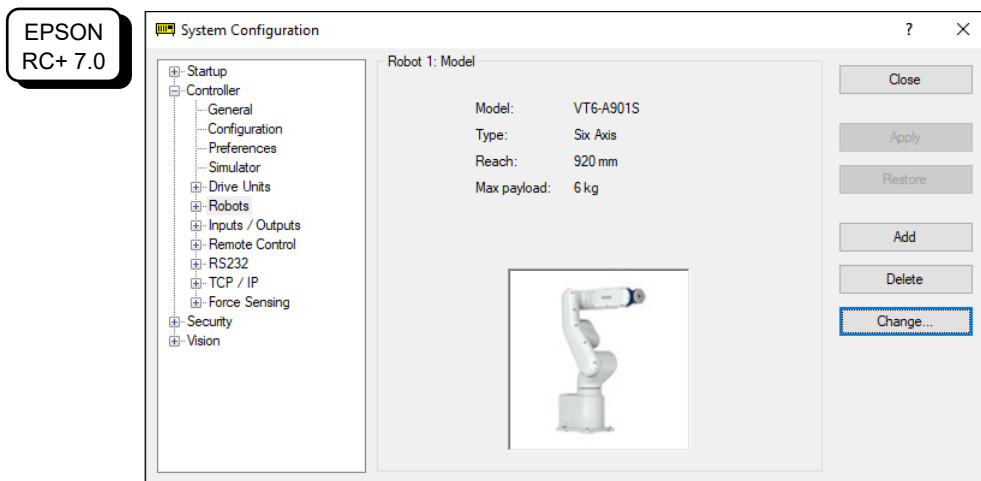 EPSON
RC+ 7.0
System Configuration
?
Startup
Controller
General
Configuration
Preferences
Simulator
Drive Units
Robots
Inputs / Outputs
Remote Control
RS232
TCP / IP
Force Sensing
Security
Vision
Robot 1: Model
Model: VT6-A901S
Type: Six Axis
Reach: 920 mm
Max payload: 6 kg
EPSON
Close
Apply
Restore
Add
Delete
Change...